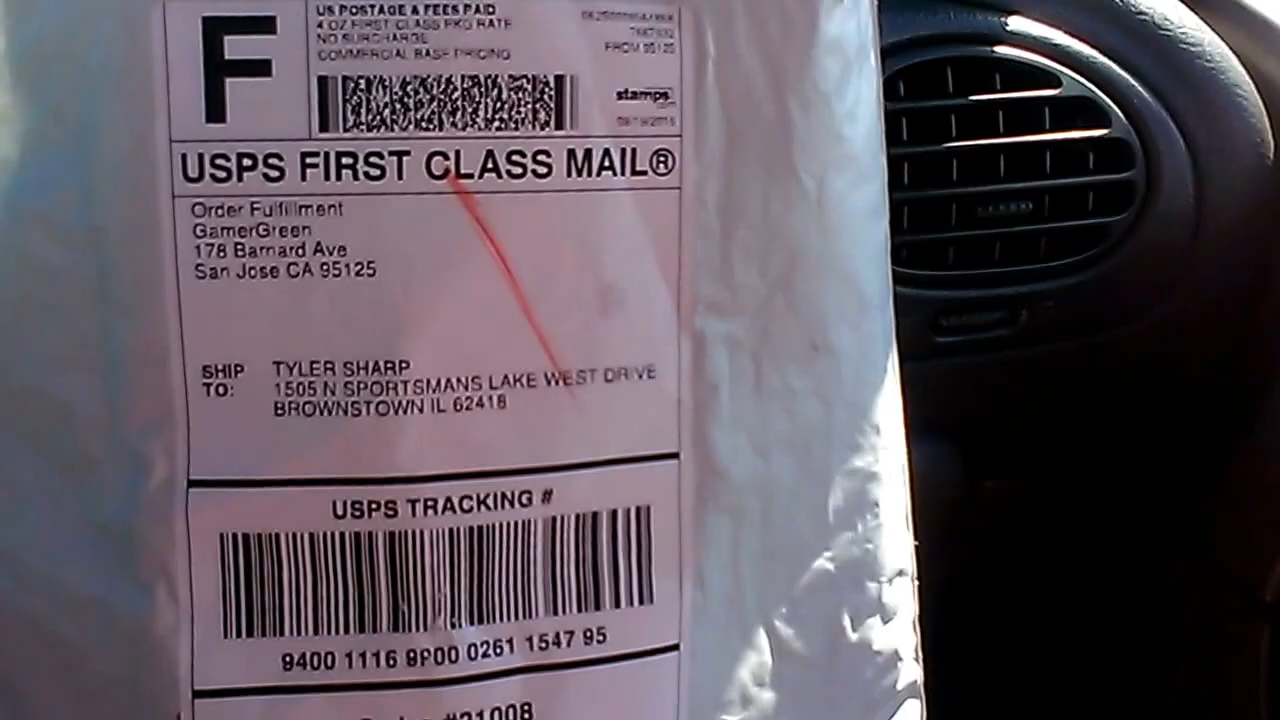 F
US POSTAGE & FEES PAID
4 OZ FIRST CLASS PKG RATE
NO SURCHARGE
COMMERCIAL BASE PRICING
FROM 95125
stamps
.com
USPS FIRST CLASS MAIL®
Order Fulfillment
GamerGreen
178 Barnard Ave
San Jose CA 95125
SHIP TO:
TYLER SHARP
1505 N SPORTSMANS LAKE WEST DRIVE
BROWNSTOWN IL 62418
USPS TRACKING #
9400 1116 9900 0261 1547 95
#21008